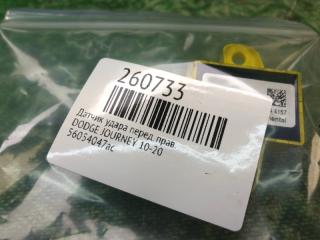 260733
Датчик удара перед. прав.
DODGE JOURNEY 10-20
56054047ac